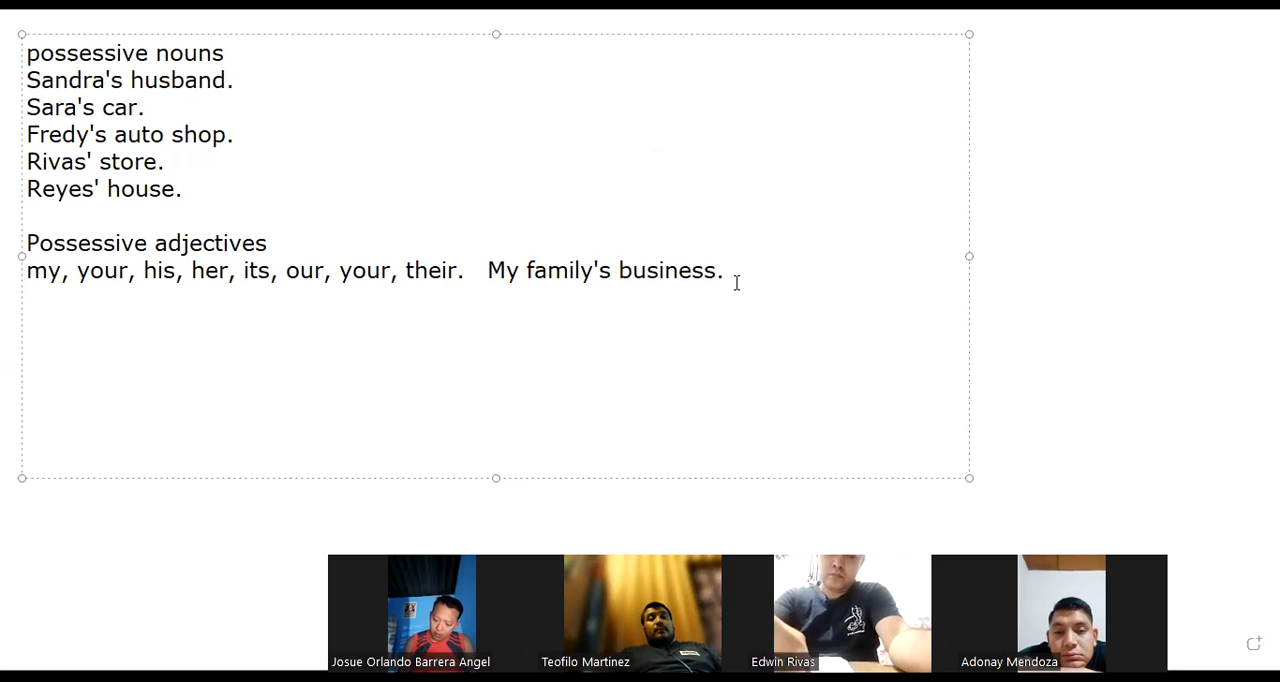 possessive nouns
Sandra's husband.
Sara's car.
Fredy's auto shop.
Rivas' store.
Reyes' house.
Possessive adjectives
my, your, his, her, its, our, your, their.   My family's business.
Josue Orlando Barrera Angel
Teofilo Martinez
Edwin Rivas
Adonay Mendoza